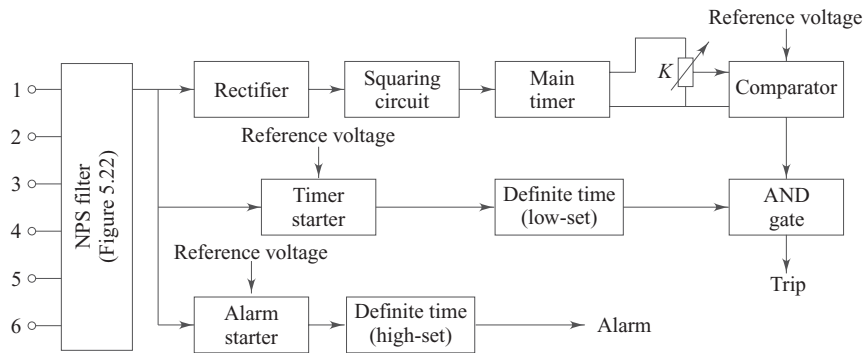 Reference voltage
1
2
3
4
5
6
NPS filter
(Figure 5.22)
Rectifier
Squaring
circuit
Main
timer
K
Comparator
Reference voltage
Timer
starter
Definite time
(low-set)
AND
gate
Trip
Reference voltage
Alarm
starter
Definite time
(high-set)
Alarm